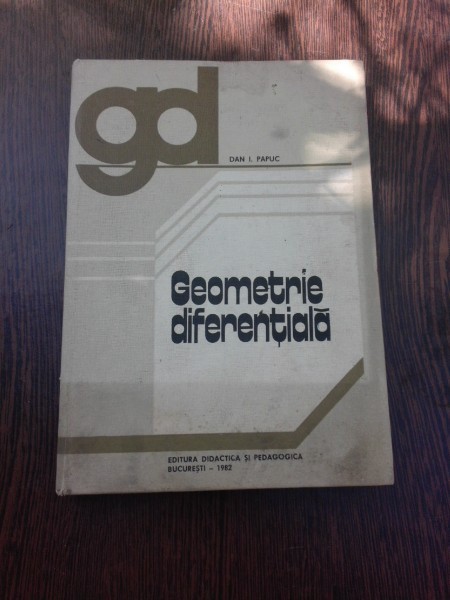 gd
DAN I. PAPUC
Geometrie
diferențială
EDITURA DIDACTICA ȘI PEDAGOGICA
BUCUREȘTI – 1982